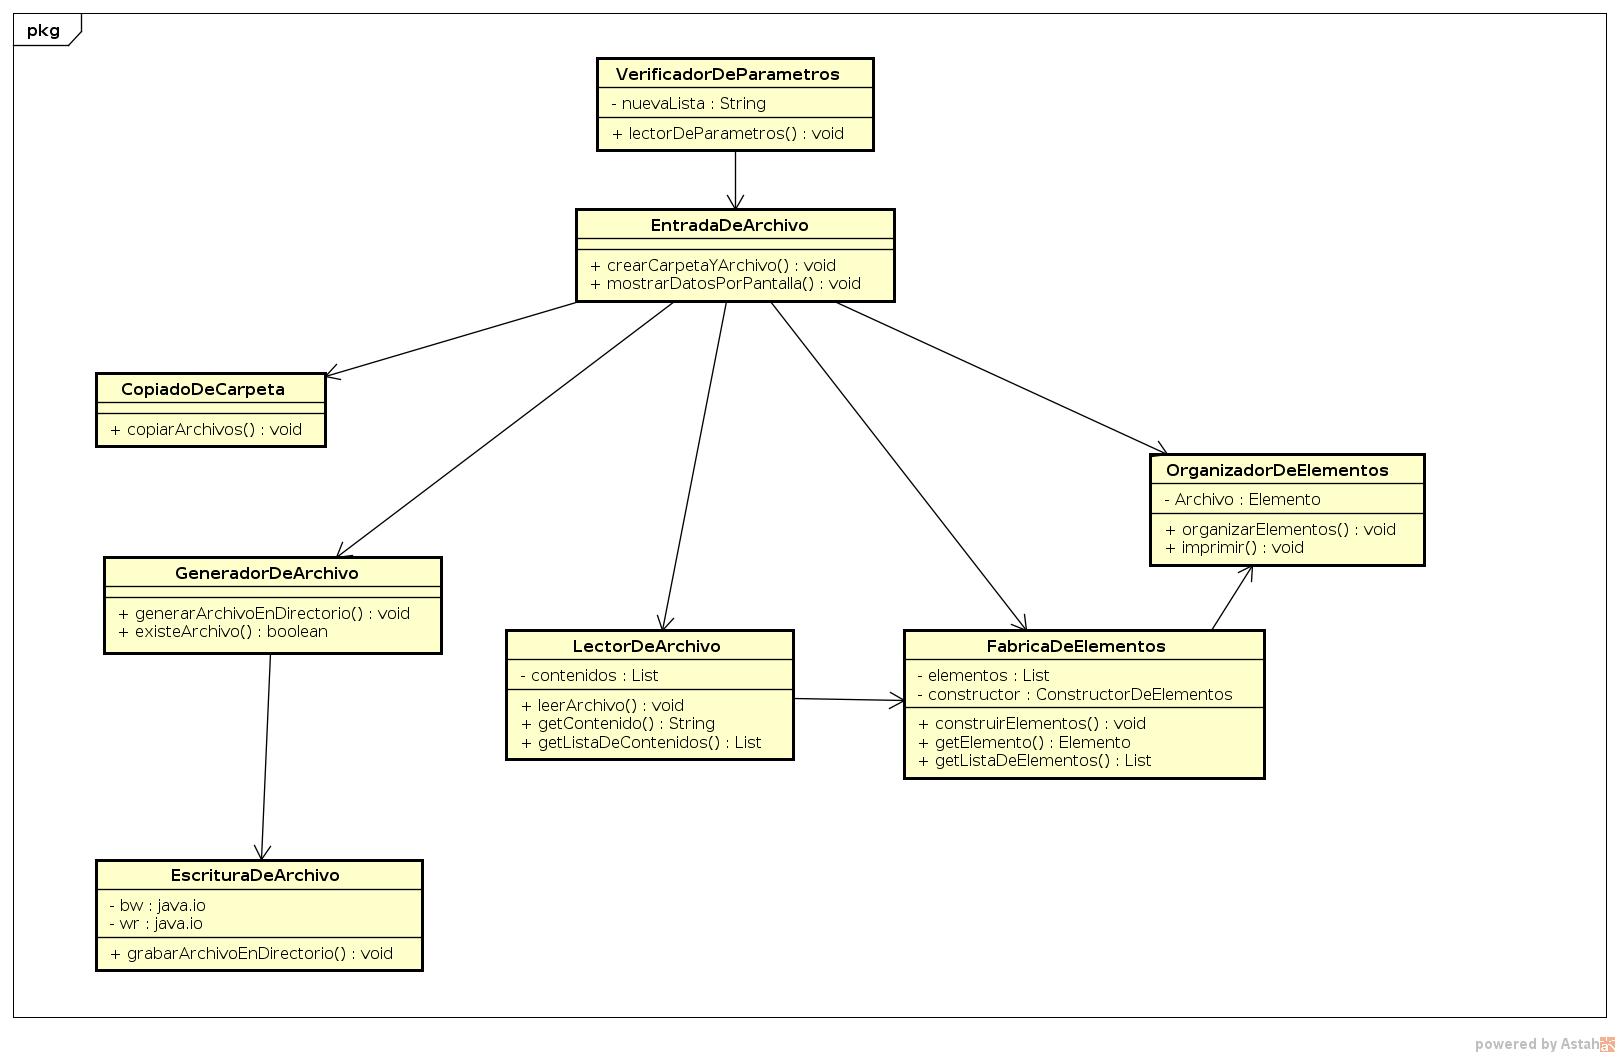 pkg
VerificadorDeParametros
- nuevaLista : String
+ lectorDeParametros() : void
EntradaDeArchivo
+ crearCarpetaYArchivo() : void
+ mostrarDatosPorPantalla() : void
CopiadoDeCarpeta
+ copiarArchivos() : void
OrganizadorDeElementos
- Archivo : Elemento
+ organizarElementos() : void
+ imprimir() : void
GeneradorDeArchivo
+ generarArchivoEnDirectorio() : void
+ existeArchivo() : boolean
LectorDeArchivo
- contenidos : List
+ leerArchivo() : void
+ getContenido() : String
+ getListaDeContenidos() : List
FabricaDeElementos
- elementos : List
- constructor : ConstructorDeElementos
+ construirElementos() : void
+ getElemento() : Elemento
+ getListaDeElementos() : List
EscrituraDeArchivo
- bw : java.io
- wr : java.io
+ grabarArchivoEnDirectorio() : void
powered by Astah